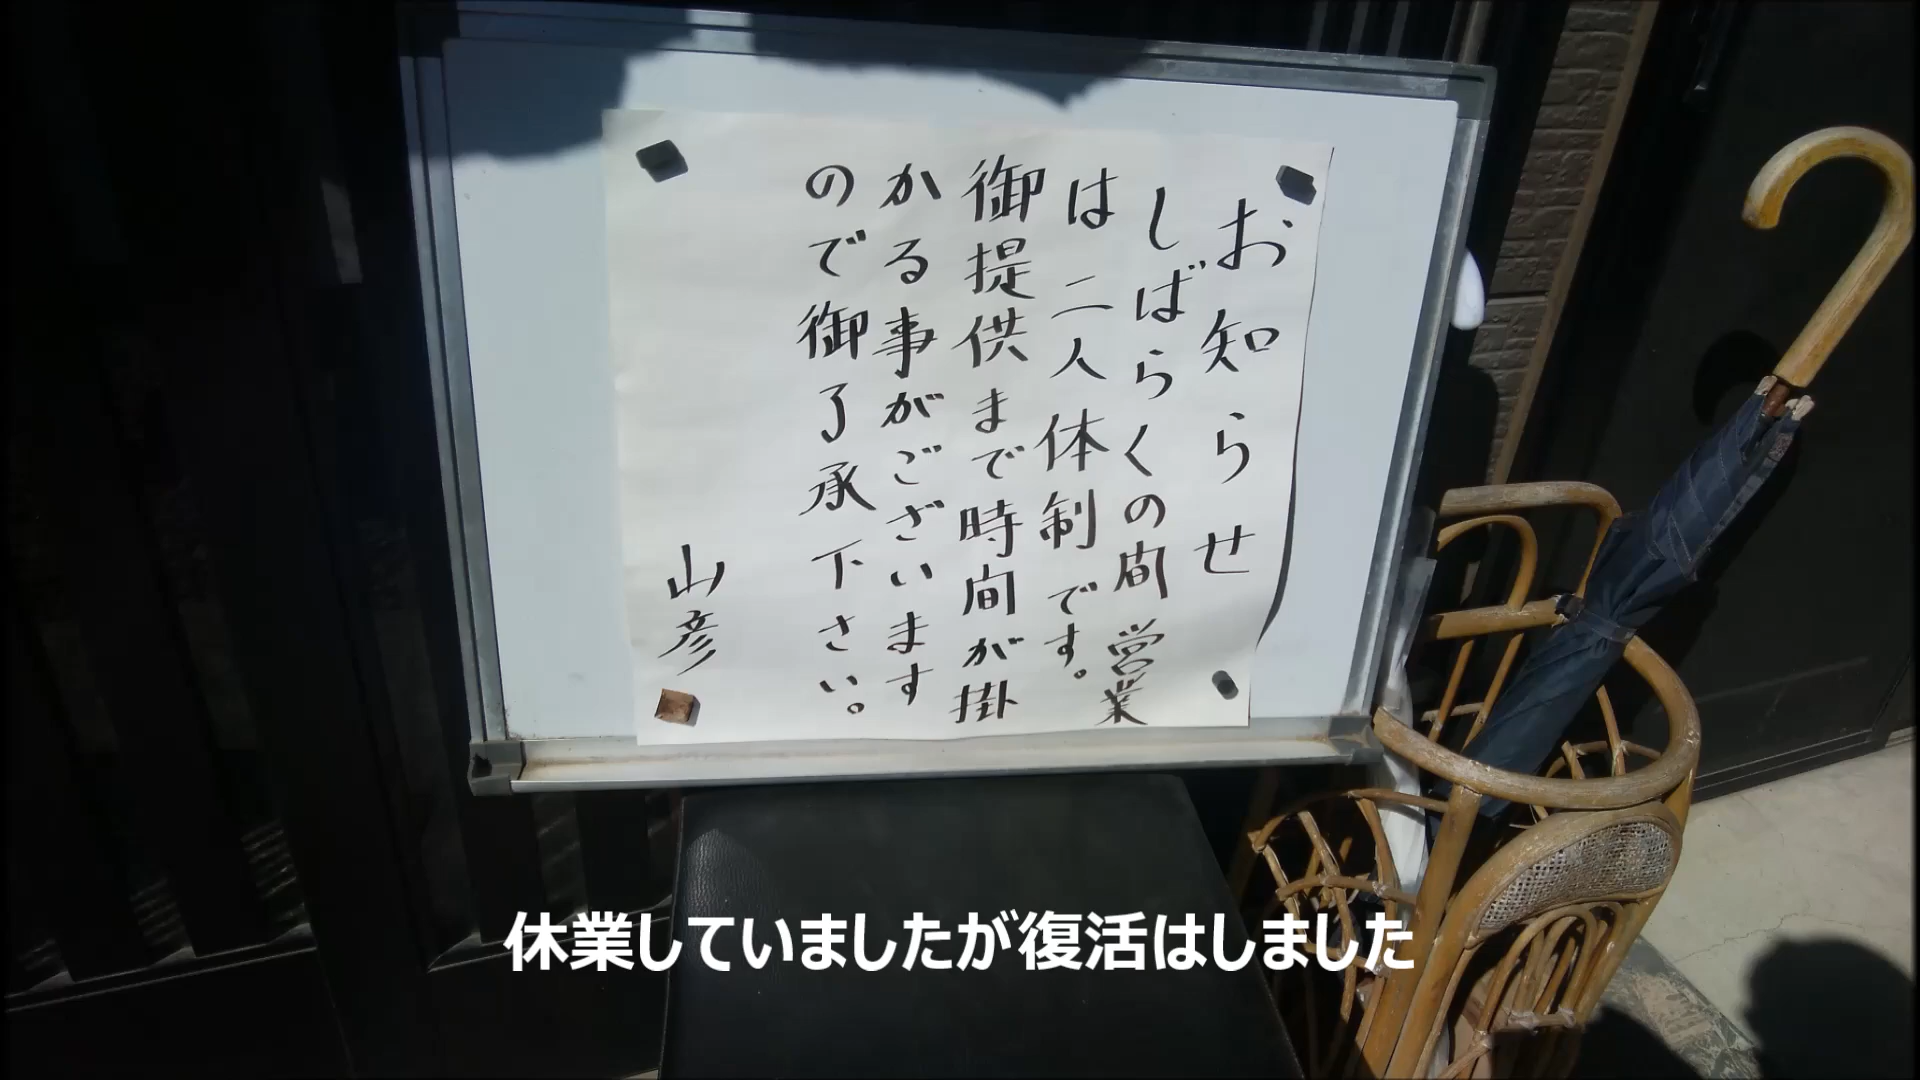 お知らせ
しばらくの間 営業
は二人体制です。
御提供まで時間が掛
かる事がございます
ので御了承下さい。
山彦
休業していましたが復活はしました